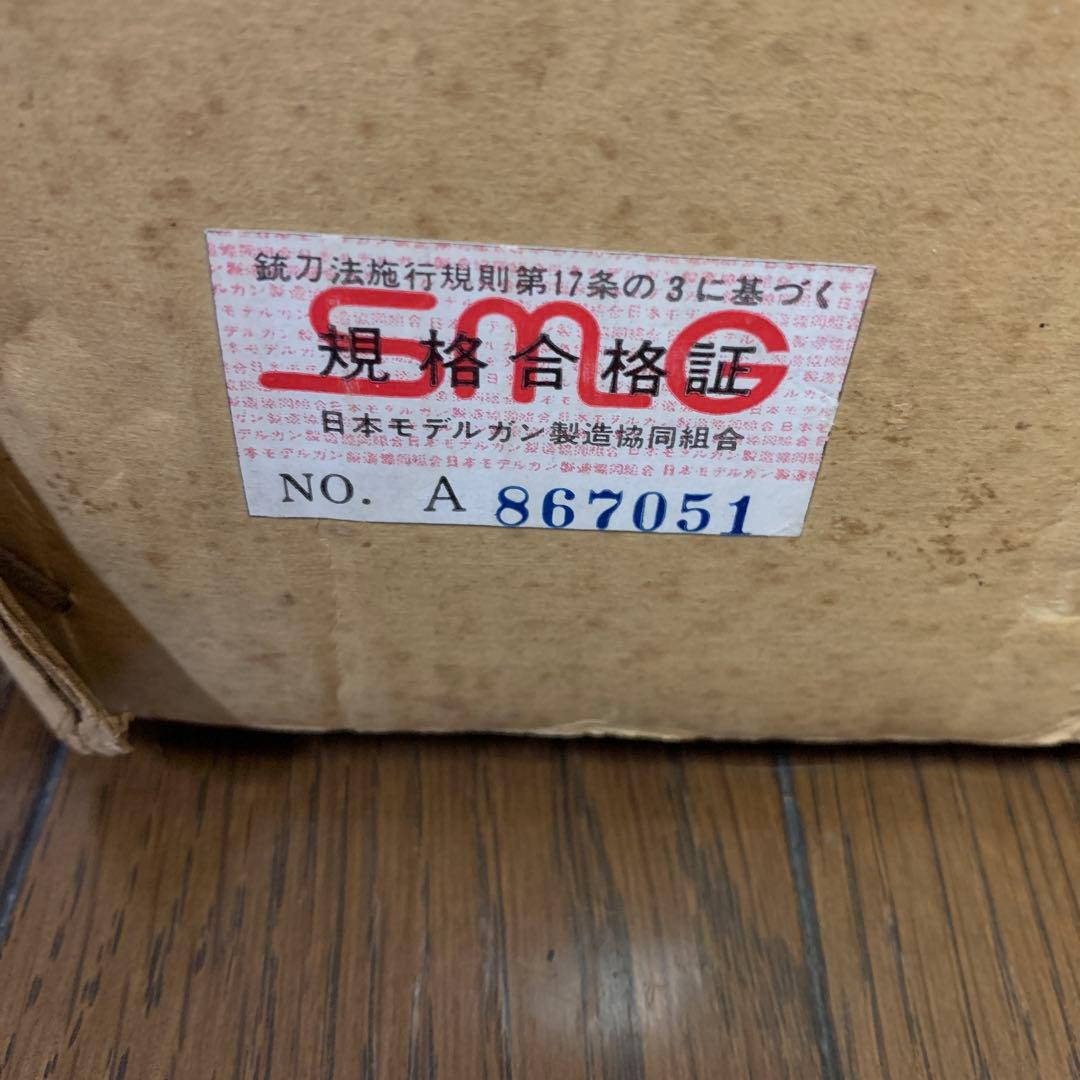 銃刀法施行規則第17条の3に基づく
SMG
規格合格証
日本モデルガン製造協同組合
NO. A 867051